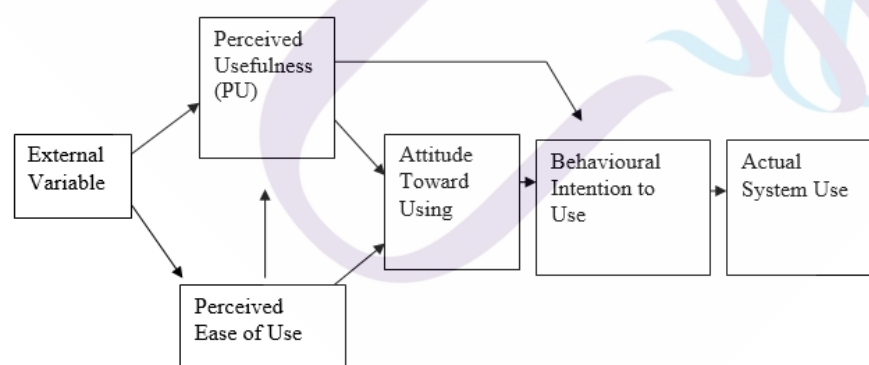 Perceived
Usefulness
(PU)
External
Variable
Attitude
Toward
Using
Behavioural
Intention to
Use
Actual
System Use
Perceived
Ease of Use